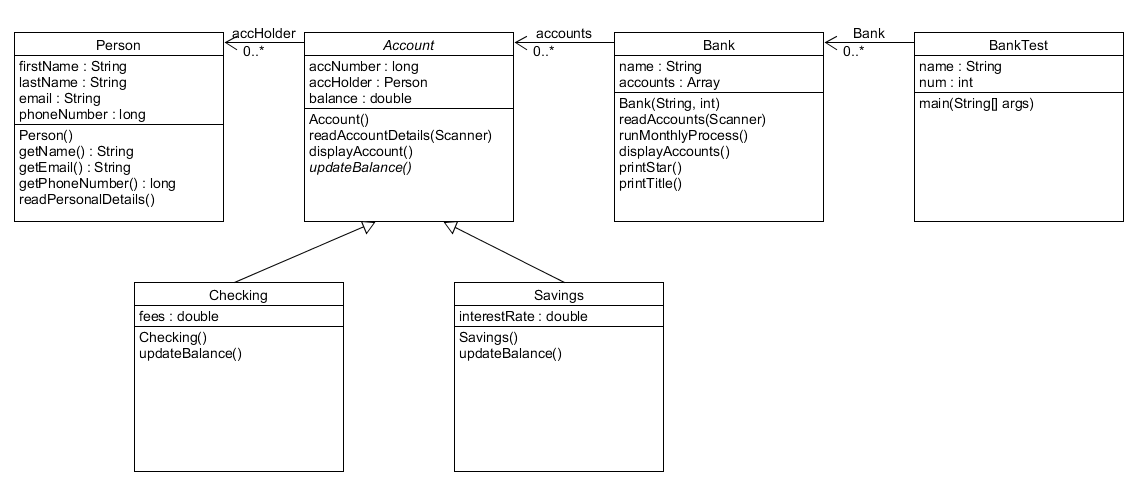 accHolder
0..*
accounts
0..*
Bank
0..*
Person
firstName : String
lastName : String
email : String
phoneNumber : long
Person()
getName() : String
getEmail() : String
getPhoneNumber() : long
readPersonalDetails()
Account
accNumber : long
accHolder : Person
balance : double
Account()
readAccountDetails(Scanner)
displayAccount()
updateBalance()
Bank
name : String
accounts : Array
Bank(String, int)
readAccounts(Scanner)
runMonthlyProcess()
displayAccounts()
printStar()
printTitle()
BankTest
name : String
num : int
main(String[] args)
Checking
fees : double
Checking()
updateBalance()
Savings
interestRate : double
Savings()
updateBalance()